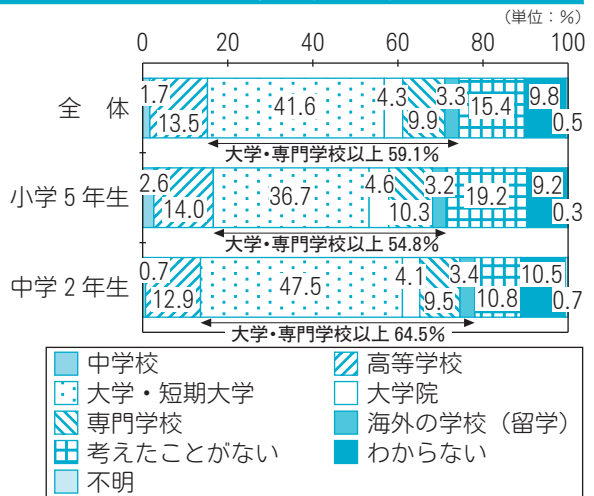 (単位:%)
0 20 40 60 80 100
全 体 1.7 13.5 41.6 4.3 9.9 3.3 15.4 9.8 0.5
大学・専門学校以上 59.1%
小学5年生 2.6 14.0 36.7 4.6 10.3 3.2 19.2 9.2 0.3
大学・専門学校以上 54.8%
中学2年生 0.7 12.9 47.5 4.1 9.5 3.4 10.8 10.5 0.7
大学・専門学校以上 64.5%
中学校 高等学校
大学・短期大学 大学院
専門学校 海外の学校(留学)
考えたことがない わからない
不明